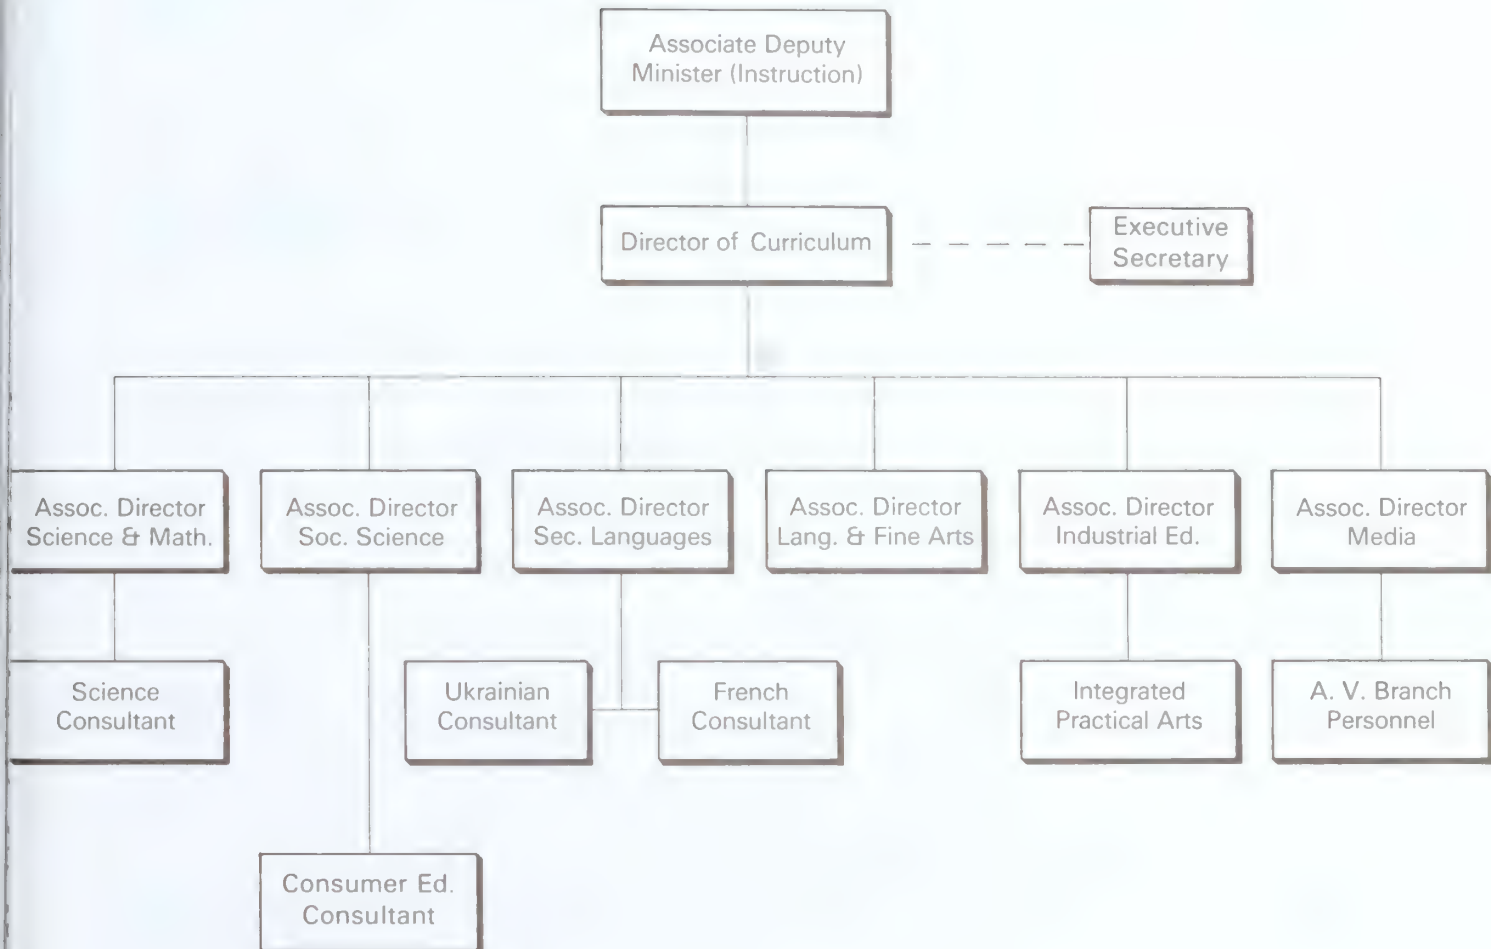 Associate Deputy
Minister (Instruction)
Director of Curriculum
Executive
Secretary
Assoc. Director
Science & Math.
Assoc. Director
Soc. Science
Assoc. Director
Sec. Languages
Assoc. Director
Lang. & Fine Arts
Assoc. Director
Industrial Ed.
Assoc. Director
Media
Science
Consultant
Ukrainian
Consultant
French
Consultant
Integrated
Practical Arts
A. V. Branch
Personnel
Consumer Ed.
Consultant